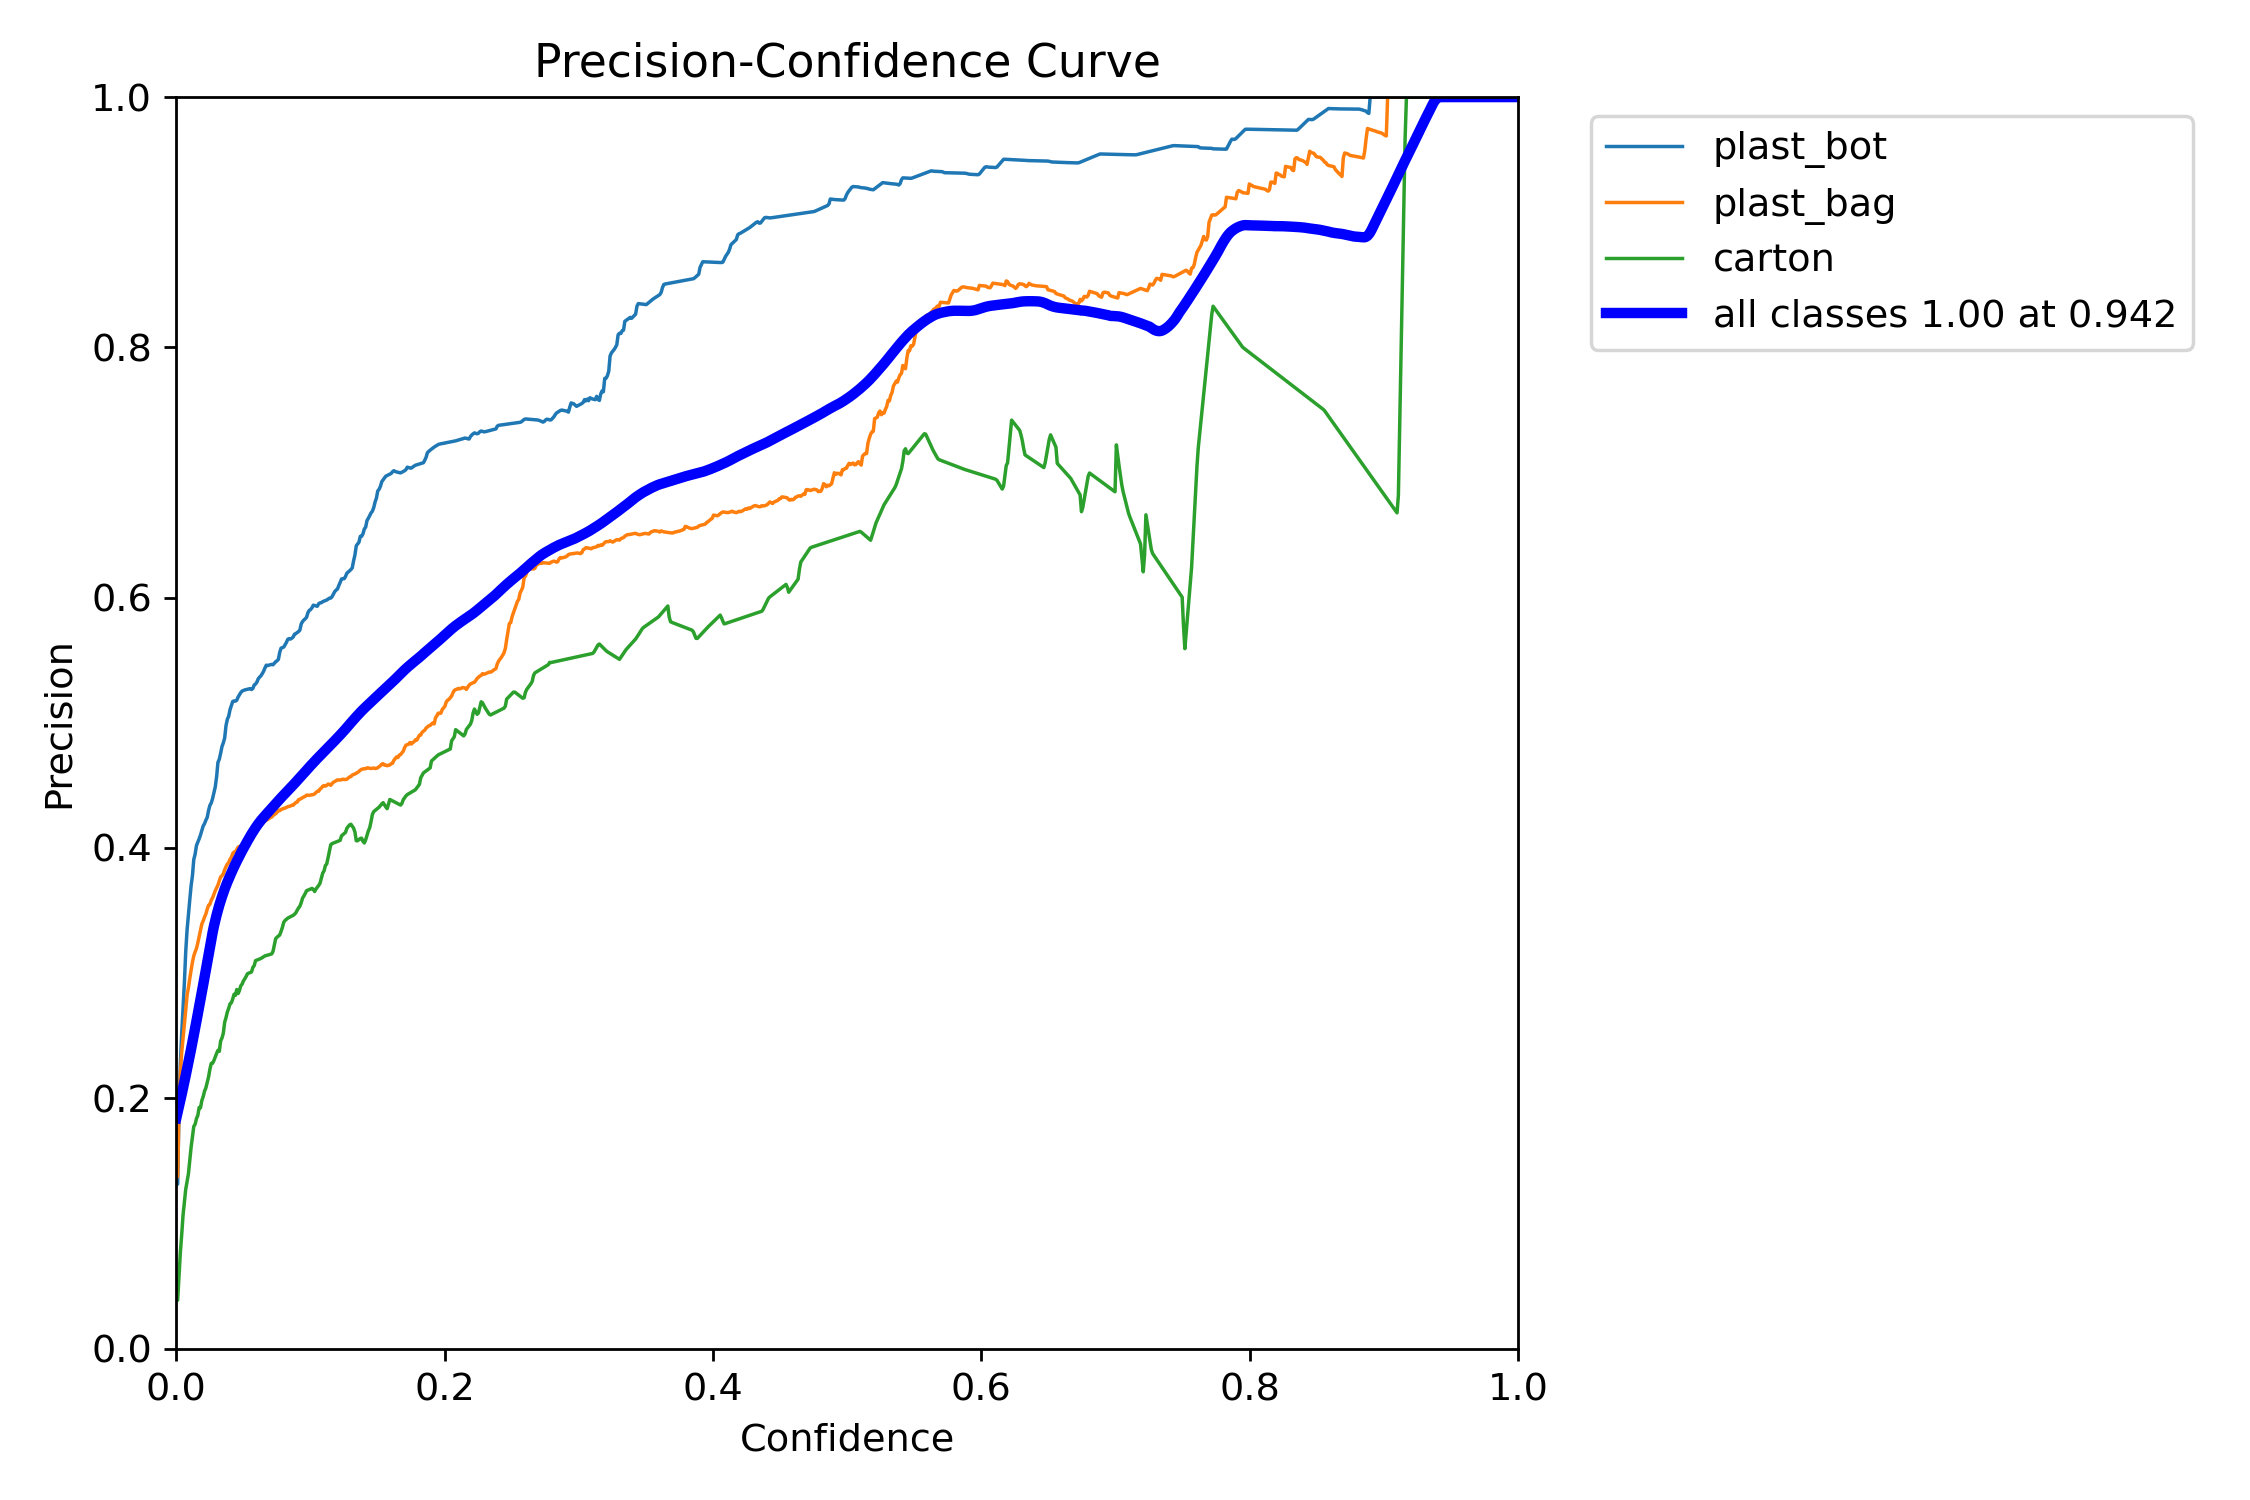 Precision-Confidence Curve
1.0
0.8
0.6
0.4
0.2
0.0
Precision
0.0 0.2 0.4 0.6 0.8 1.0
Confidence
plast_bot
plast_bag
carton
all classes 1.00 at 0.942